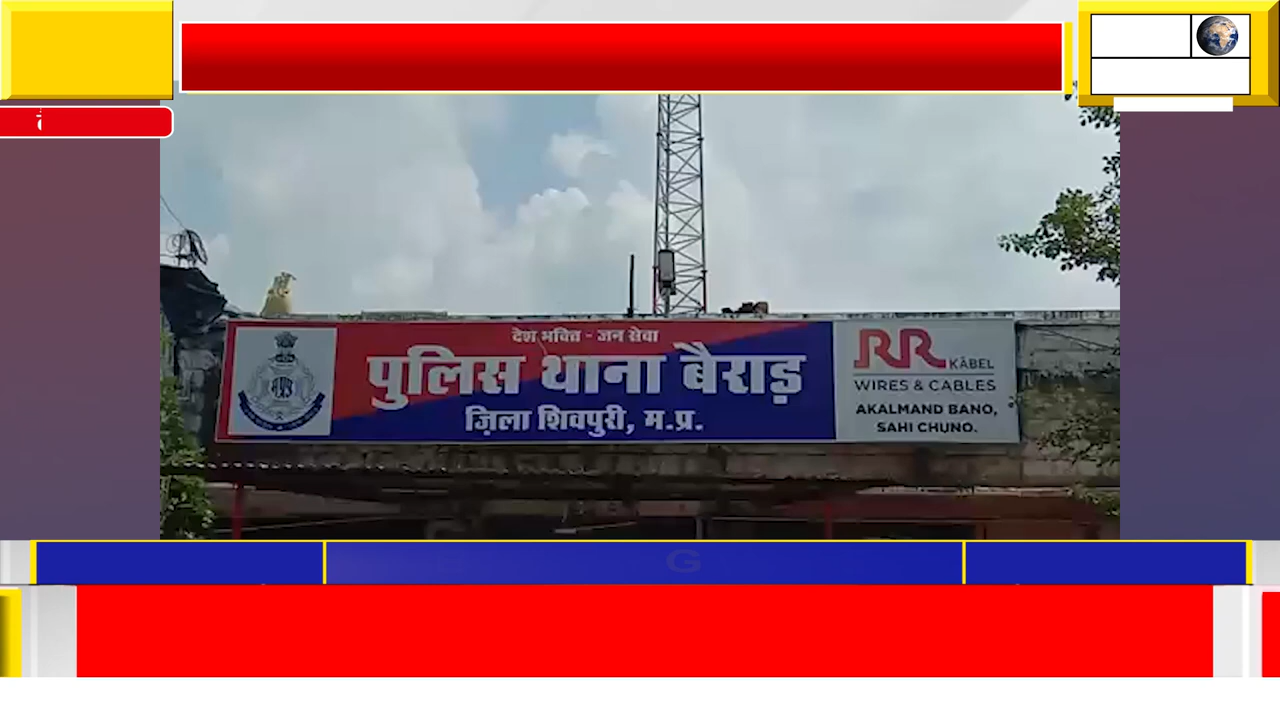 देश भक्ति - जन सेवा
पुलिस थाना बैराड़
ज़िला शिवपुरी, म.प्र.
RR KABEL
WIRES & CABLES
AKALMAND BANO,
SAHI CHUNO.
G